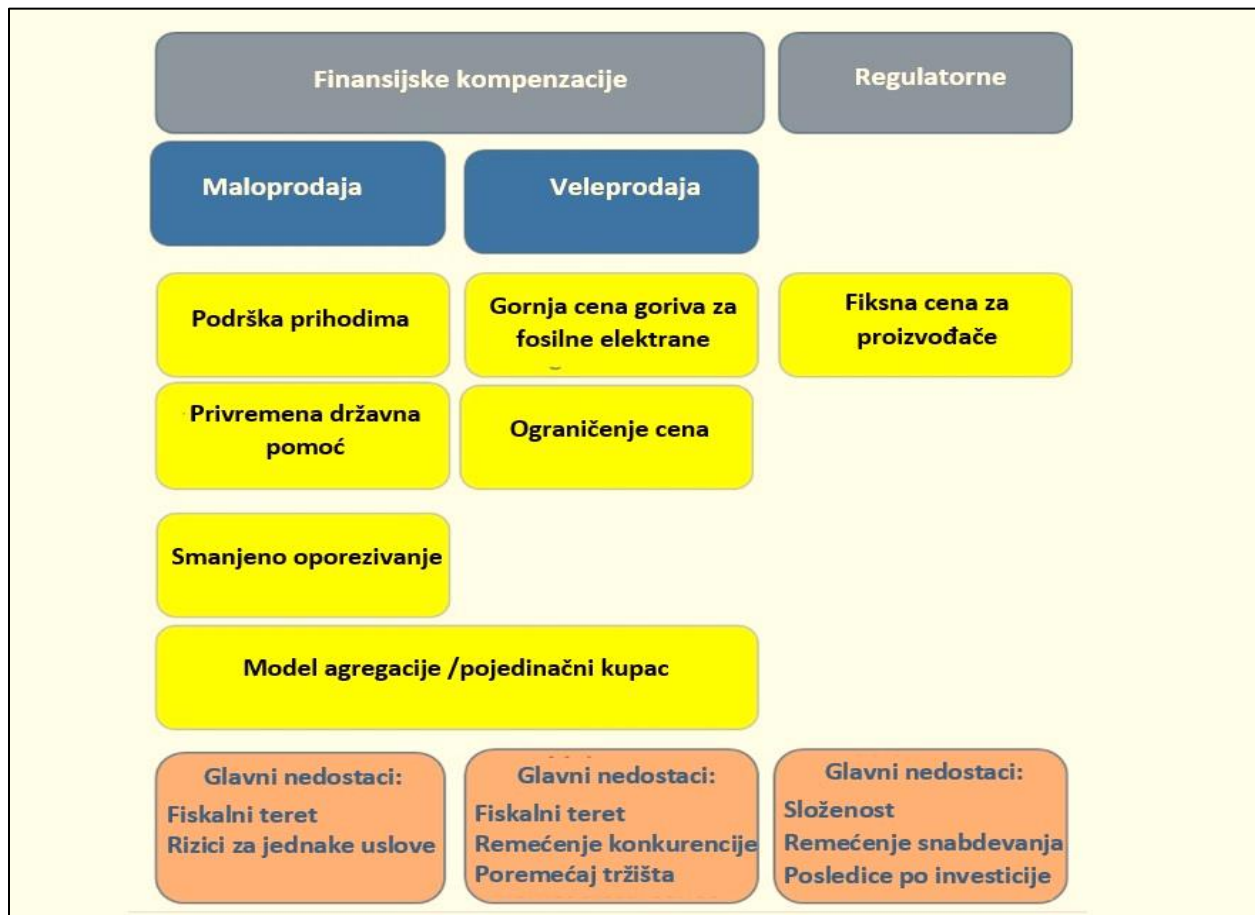 Finansijske kompenzacije
Regulatorne
Maloprodaja
Veleprodaja
Podrška prihodima
Gornja cena goriva za
fosilne elektrane
Fiksna cena za
proizvođače
Privremena državna
pomoć
Ograničenje cena
Smanjeno oporezivanje
Model agregacije /pojedinačni kupac
Glavni nedostaci:
Fiskalni teret
Rizici za jednake uslove
Glavni nedostaci:
Fiskalni teret
Remećenje konkurencije
Poremećaj tržišta
Glavni nedostaci:
Složenost
Remećenje snabdevanja
Posledice po investicije